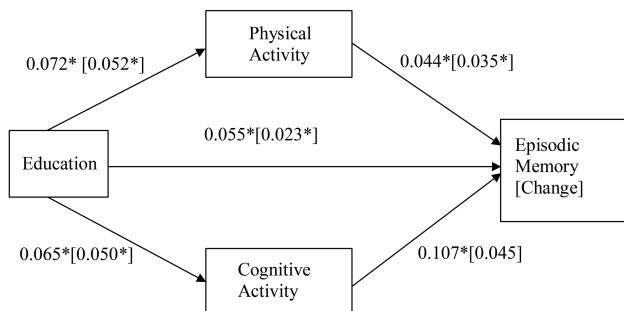 Physical
Activity
0.072* [0.052*]
0.044*[0.035*]
0.055*[0.023*]
Education
Episodic
Memory
[Change]
0.065*[0.050*]
0.107*[0.045]
Cognitive
Activity